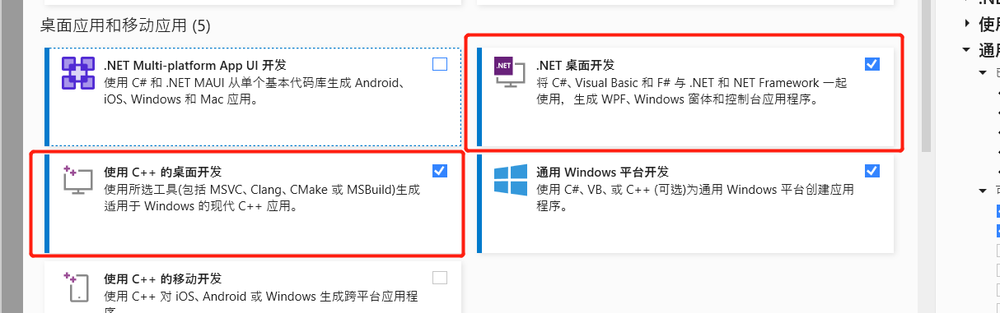 桌面应用和移动应用 (5)
.NET Multi-platform App UI 开发
使用 C# 和 .NET MAUI 从单个基本代码库生成 Android、
iOS、Windows 和 Mac 应用。
.NET
.NET 桌面开发
将 C#、Visual Basic 和 F# 与 .NET 和 NET Framework 一起
使用，生成 WPF、Windows 窗体和控制台应用程序。
使用 C++ 的桌面开发
使用所选工具(包括 MSVC、Clang、CMake 或 MSBuild)生成
适用于 Windows 的现代 C++ 应用。
通用 Windows 平台开发
使用 C#、VB、或 C++ (可选)为通用 Windows 平台创建应用
程序。
使用 C++ 的移动开发
使用 C++ 对 iOS、Android 或 Windows 生成跨平台应用程
序。
使用
通用